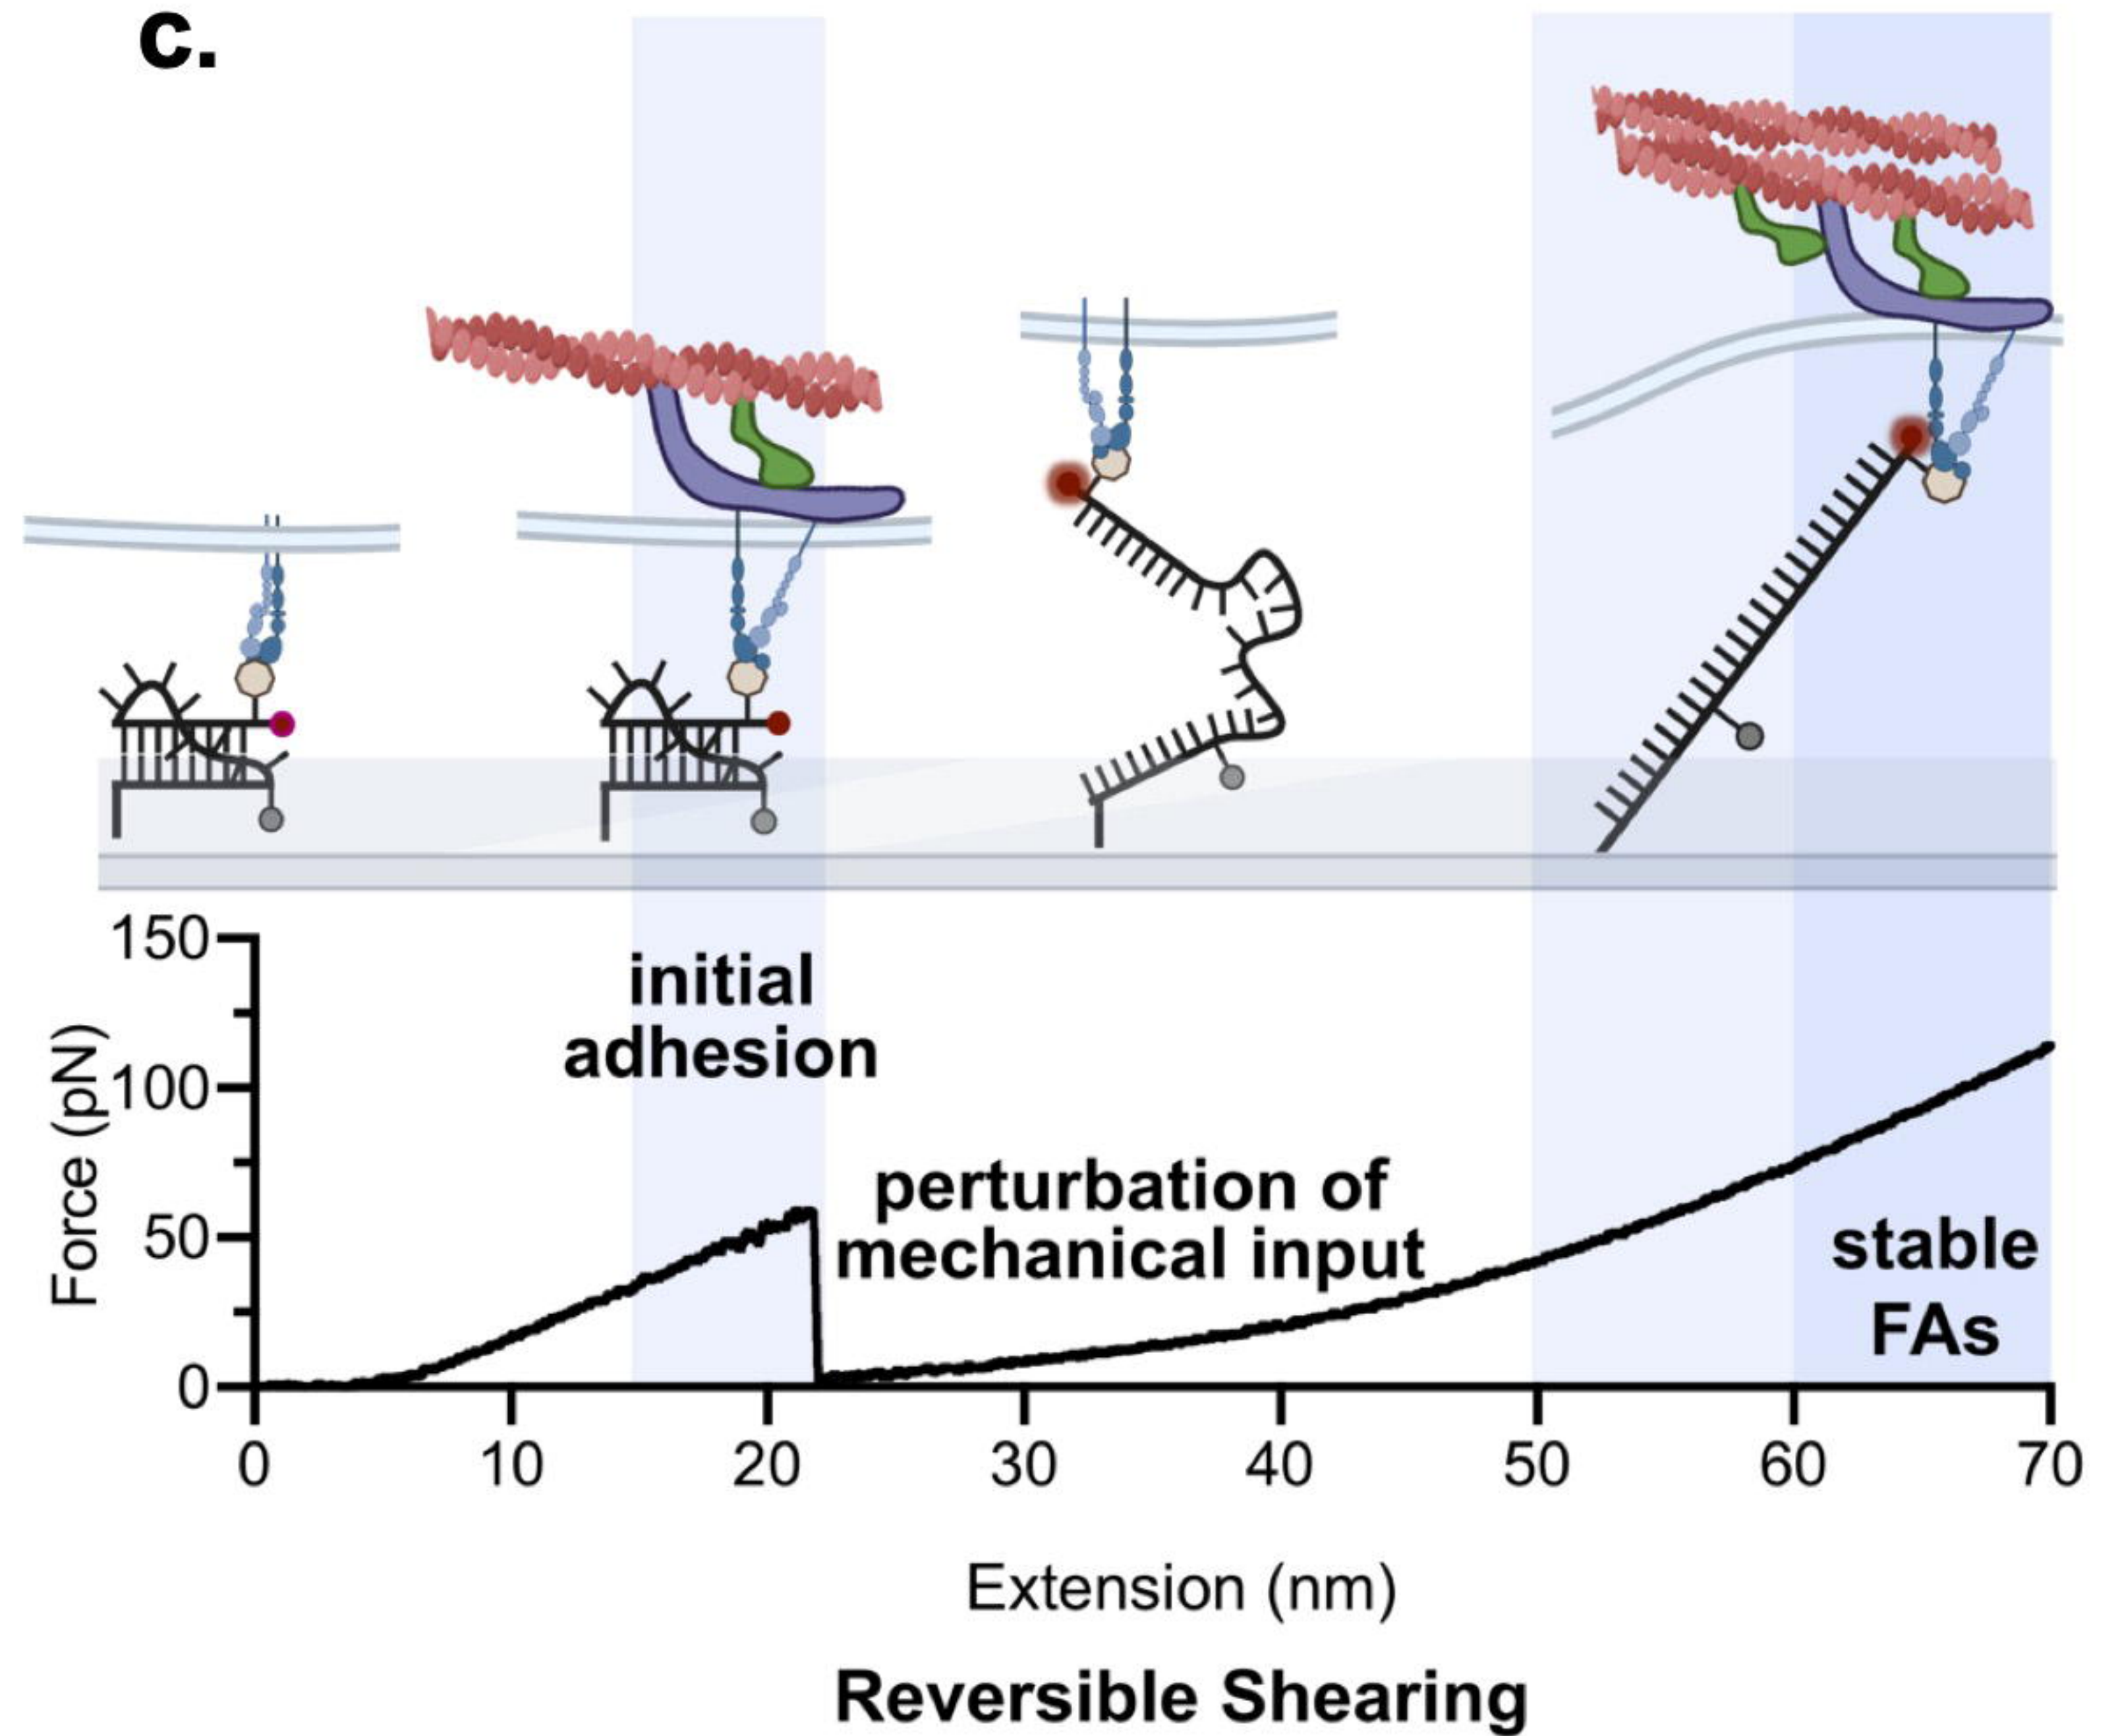 c.
150
100
50
0
Force (pN)
initial
adhesion
perturbation of
mechanical input
stable
FAs
0 10 20 30 40 50 60 70
Extension (nm)
Reversible Shearing